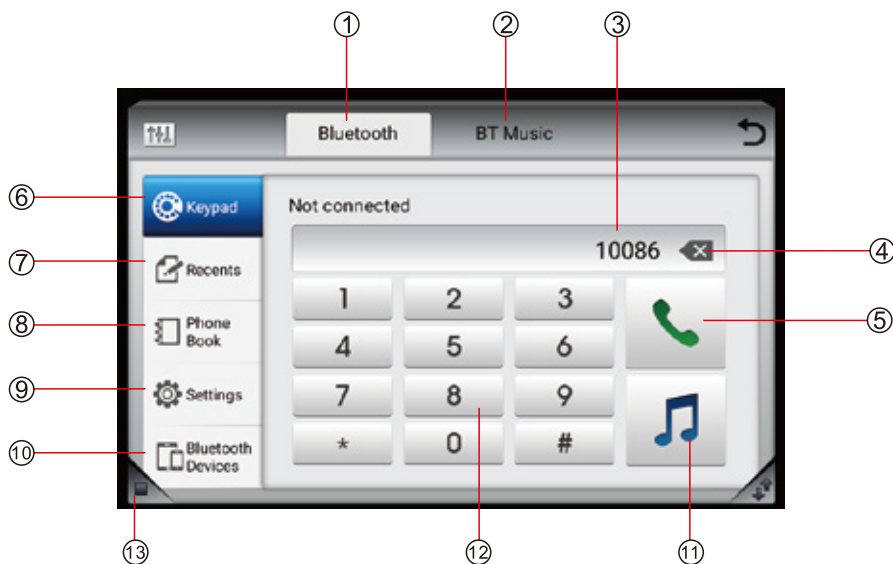 ① ② ③
Bluetooth BT Music
⑥ Keypad Not connected
10086 ④
⑦ Recents 1 2 3 ⑤
⑧ Phone Book 4 5 6
⑨ Settings 7 8 9
⑩ Bluetooth Devices * 0 #
⑬ ⑫ ⑪